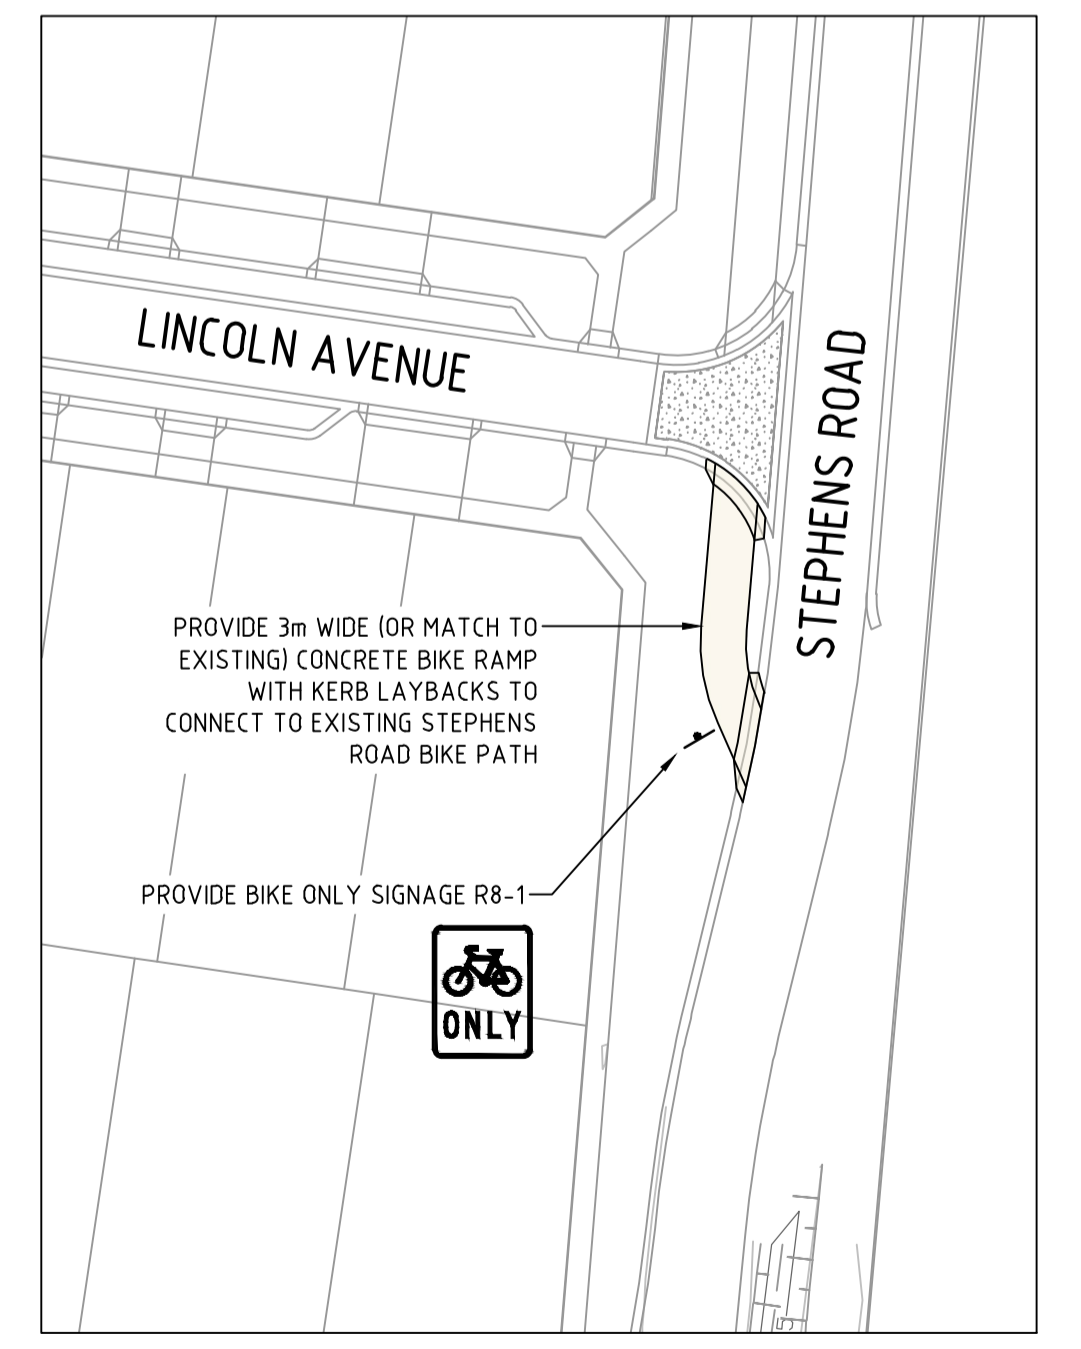 LINCOLN AVENUE
STEPHENS ROAD
PROVIDE 3m WIDE (OR MATCH TO
EXISTING) CONCRETE BIKE RAMP
WITH KERB LAYBACKS TO
CONNECT TO EXISTING STEPHENS
ROAD BIKE PATH
PROVIDE BIKE ONLY SIGNAGE R8-1
ONLY